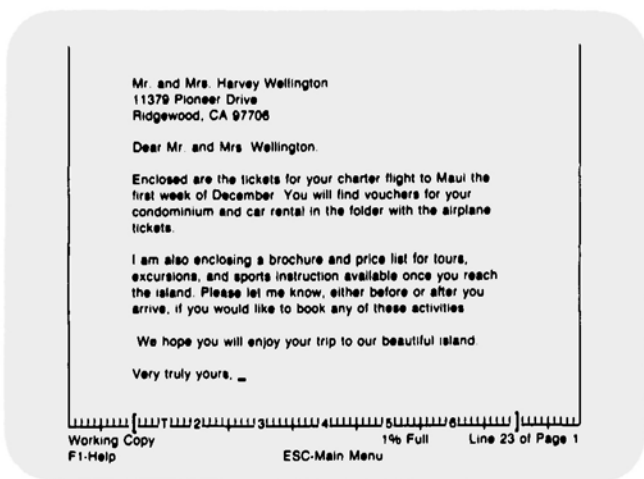 Mr. and Mrs. Harvey Wellington
11379 Pioneer Drive
Ridgewood, CA 97706
Dear Mr. and Mrs. Wellington.
Enclosed are the tickets for your charter flight to Maui the
first week of December. You will find vouchers for your
condominium and car rental in the folder with the airplane
tickets.
I am also enclosing a brochure and price list for tours,
excursions, and sports instruction available once you reach
the island. Please let me know, either before or after you
arrive, if you would like to book any of these activities
We hope you will enjoy your trip to our beautiful island.
Very truly yours, _
[ T 2 3 4 5 6 ]
Working Copy 1% Full Line 23 of Page 1
F1-Help ESC-Main Menu